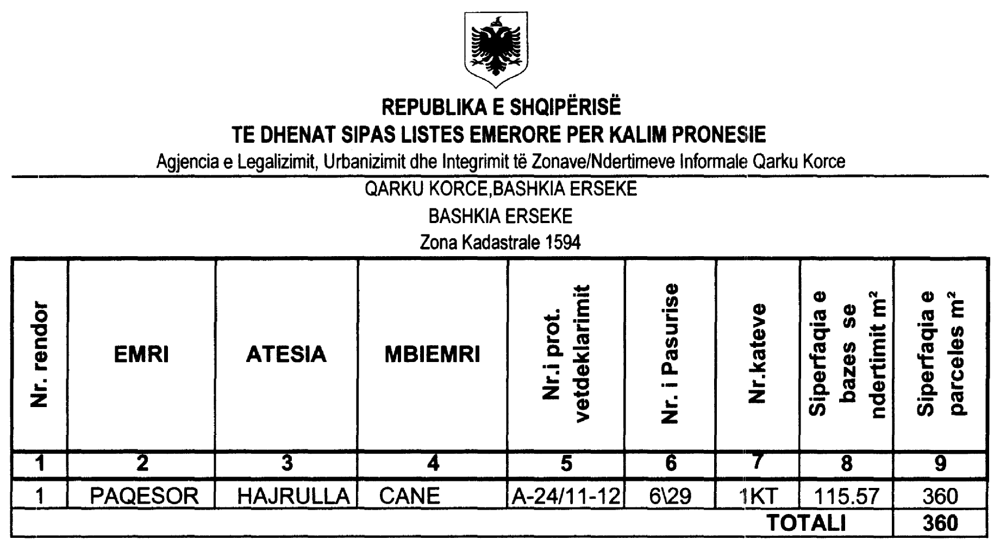 REPUBLIKA E SHQIPËRISË
TE DHENAT SIPAS LISTES EMERORE PER KALIM PRONESIE
Agjencia e Legalizimit, Urbanizimit dhe Integrimit të Zonave/Ndertimeve Informale Qarku Korce
QARKU KORCE,BASHKIA ERSEKE
BASHKIA ERSEKE
Zona Kadastrale 1594
Nr. rendor
EMRI
ATESIA
MBIEMRI
Nr.i prot.
vetdeklarimit
Nr. i Pasurise
Nr.kateve
Siperfaqia e
bazes se
ndertimit m²
Siperfaqia e
parceles m²
1 2 3 4 5 6 7 8 9
1 PAQESOR HAJRULLA CANE A-24/11-12 6\29 1KT 115.57 360
TOTALI 360